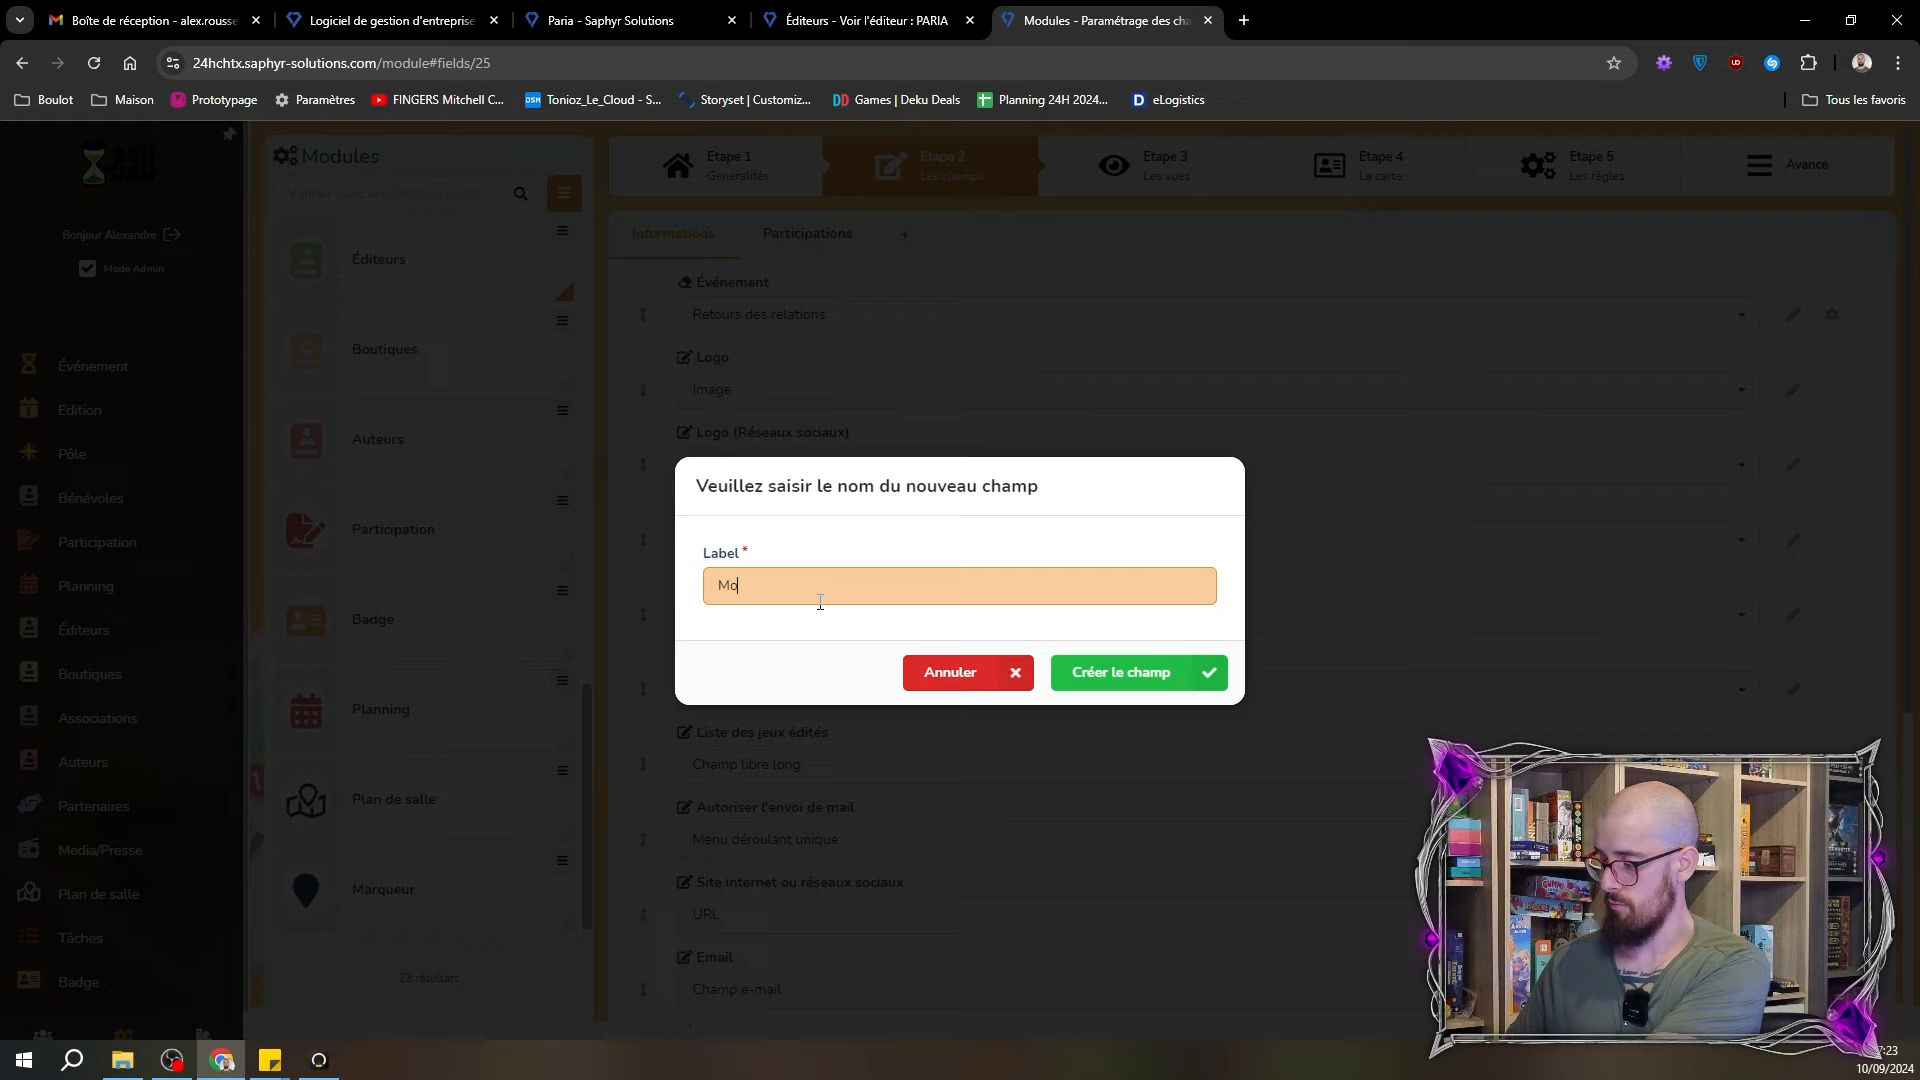 Boîte de réception - alex.rousse
Logiciel de gestion d'entreprise
Paria - Saphyr Solutions
Éditeurs - Voir l'éditeur : PARIA
Modules - Paramétrage des cha
24hchtx.saphyr-solutions.com/module#fields/25
Boulot
Maison
Prototypage
Paramètres
FINGERS Mitchell C...
Tonioz_Le_Cloud - S...
Storyset | Customiz...
Games | Deku Deals
Planning 24H 2024...
eLogistics
Tous les favoris
Bonjour Alexandre
Mode Admin
Événement
Edition
Pôle
Bénévoles
Participation
Planning
Éditeurs
Boutiques
Associations
Auteurs
Partenaires
Media/Presse
Plan de salle
Tâches
Badge
Modules
Éditeurs
Boutiques
Auteurs
Participation
Badge
Planning
Plan de salle
Marqueur
23 résultats
Etape 1
Généralités
Etape 2
Les champs
Etape 3
Les vues
Etape 4
La carte
Etape 5
Les règles
Avancé
Informations
Participations
+
Événement
Retours des relations
Logo
Image
Logo (Réseaux sociaux)
Veuillez saisir le nom du nouveau champ
Label *
Mo
Annuler
Créer le champ
Liste des jeux édités
Champ libre long
Autoriser l'envoi de mail
Menu déroulant unique
Site internet ou réseaux sociaux
URL
Email
Champ e-mail
10/09/2024